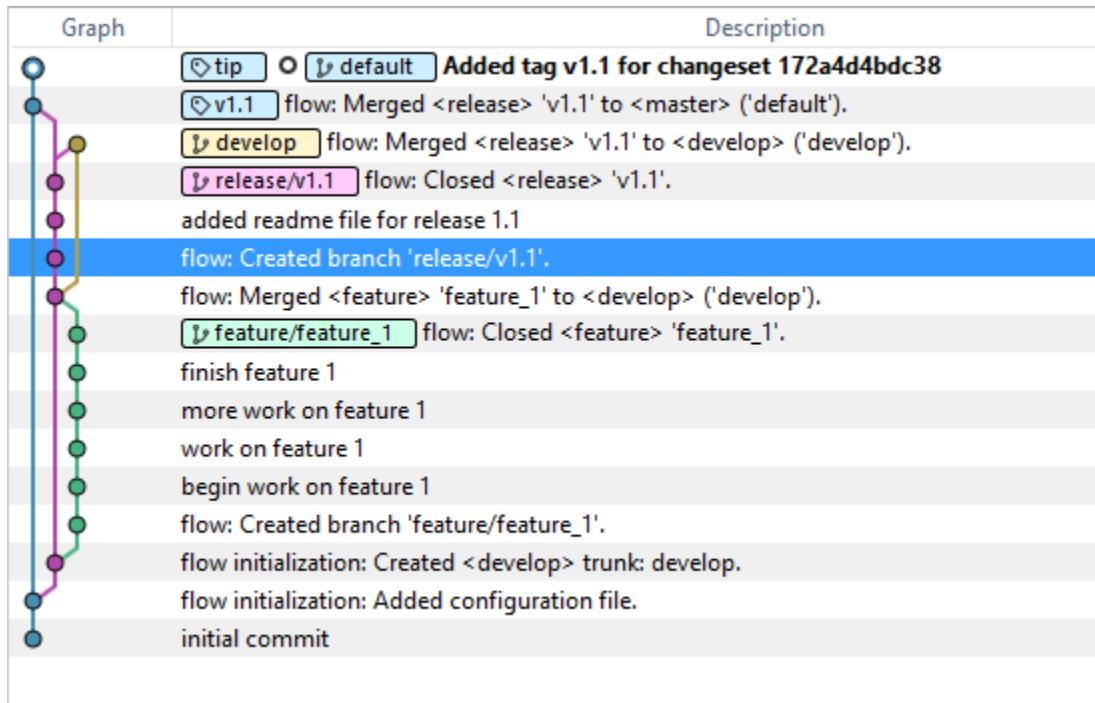 Graph Description
tip default Added tag v1.1 for changeset 172a4d4bdc38
v1.1 flow: Merged <release> 'v1.1' to <master> ('default').
develop flow: Merged <release> 'v1.1' to <develop> ('develop').
release/v1.1 flow: Closed <release> 'v1.1'.
added readme file for release 1.1
flow: Created branch 'release/v1.1'.
flow: Merged <feature> 'feature_1' to <develop> ('develop').
feature/feature_1 flow: Closed <feature> 'feature_1'.
finish feature 1
more work on feature 1
work on feature 1
begin work on feature 1
flow: Created branch 'feature/feature_1'.
flow initialization: Created <develop> trunk: develop.
flow initialization: Added configuration file.
initial commit